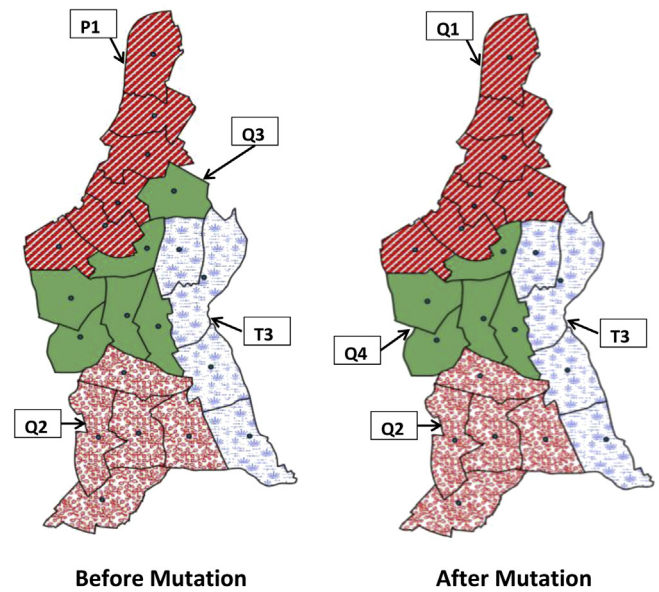 P1
Q1
Q3
T3
T3
Q4
Q2
Q2
Before Mutation
After Mutation